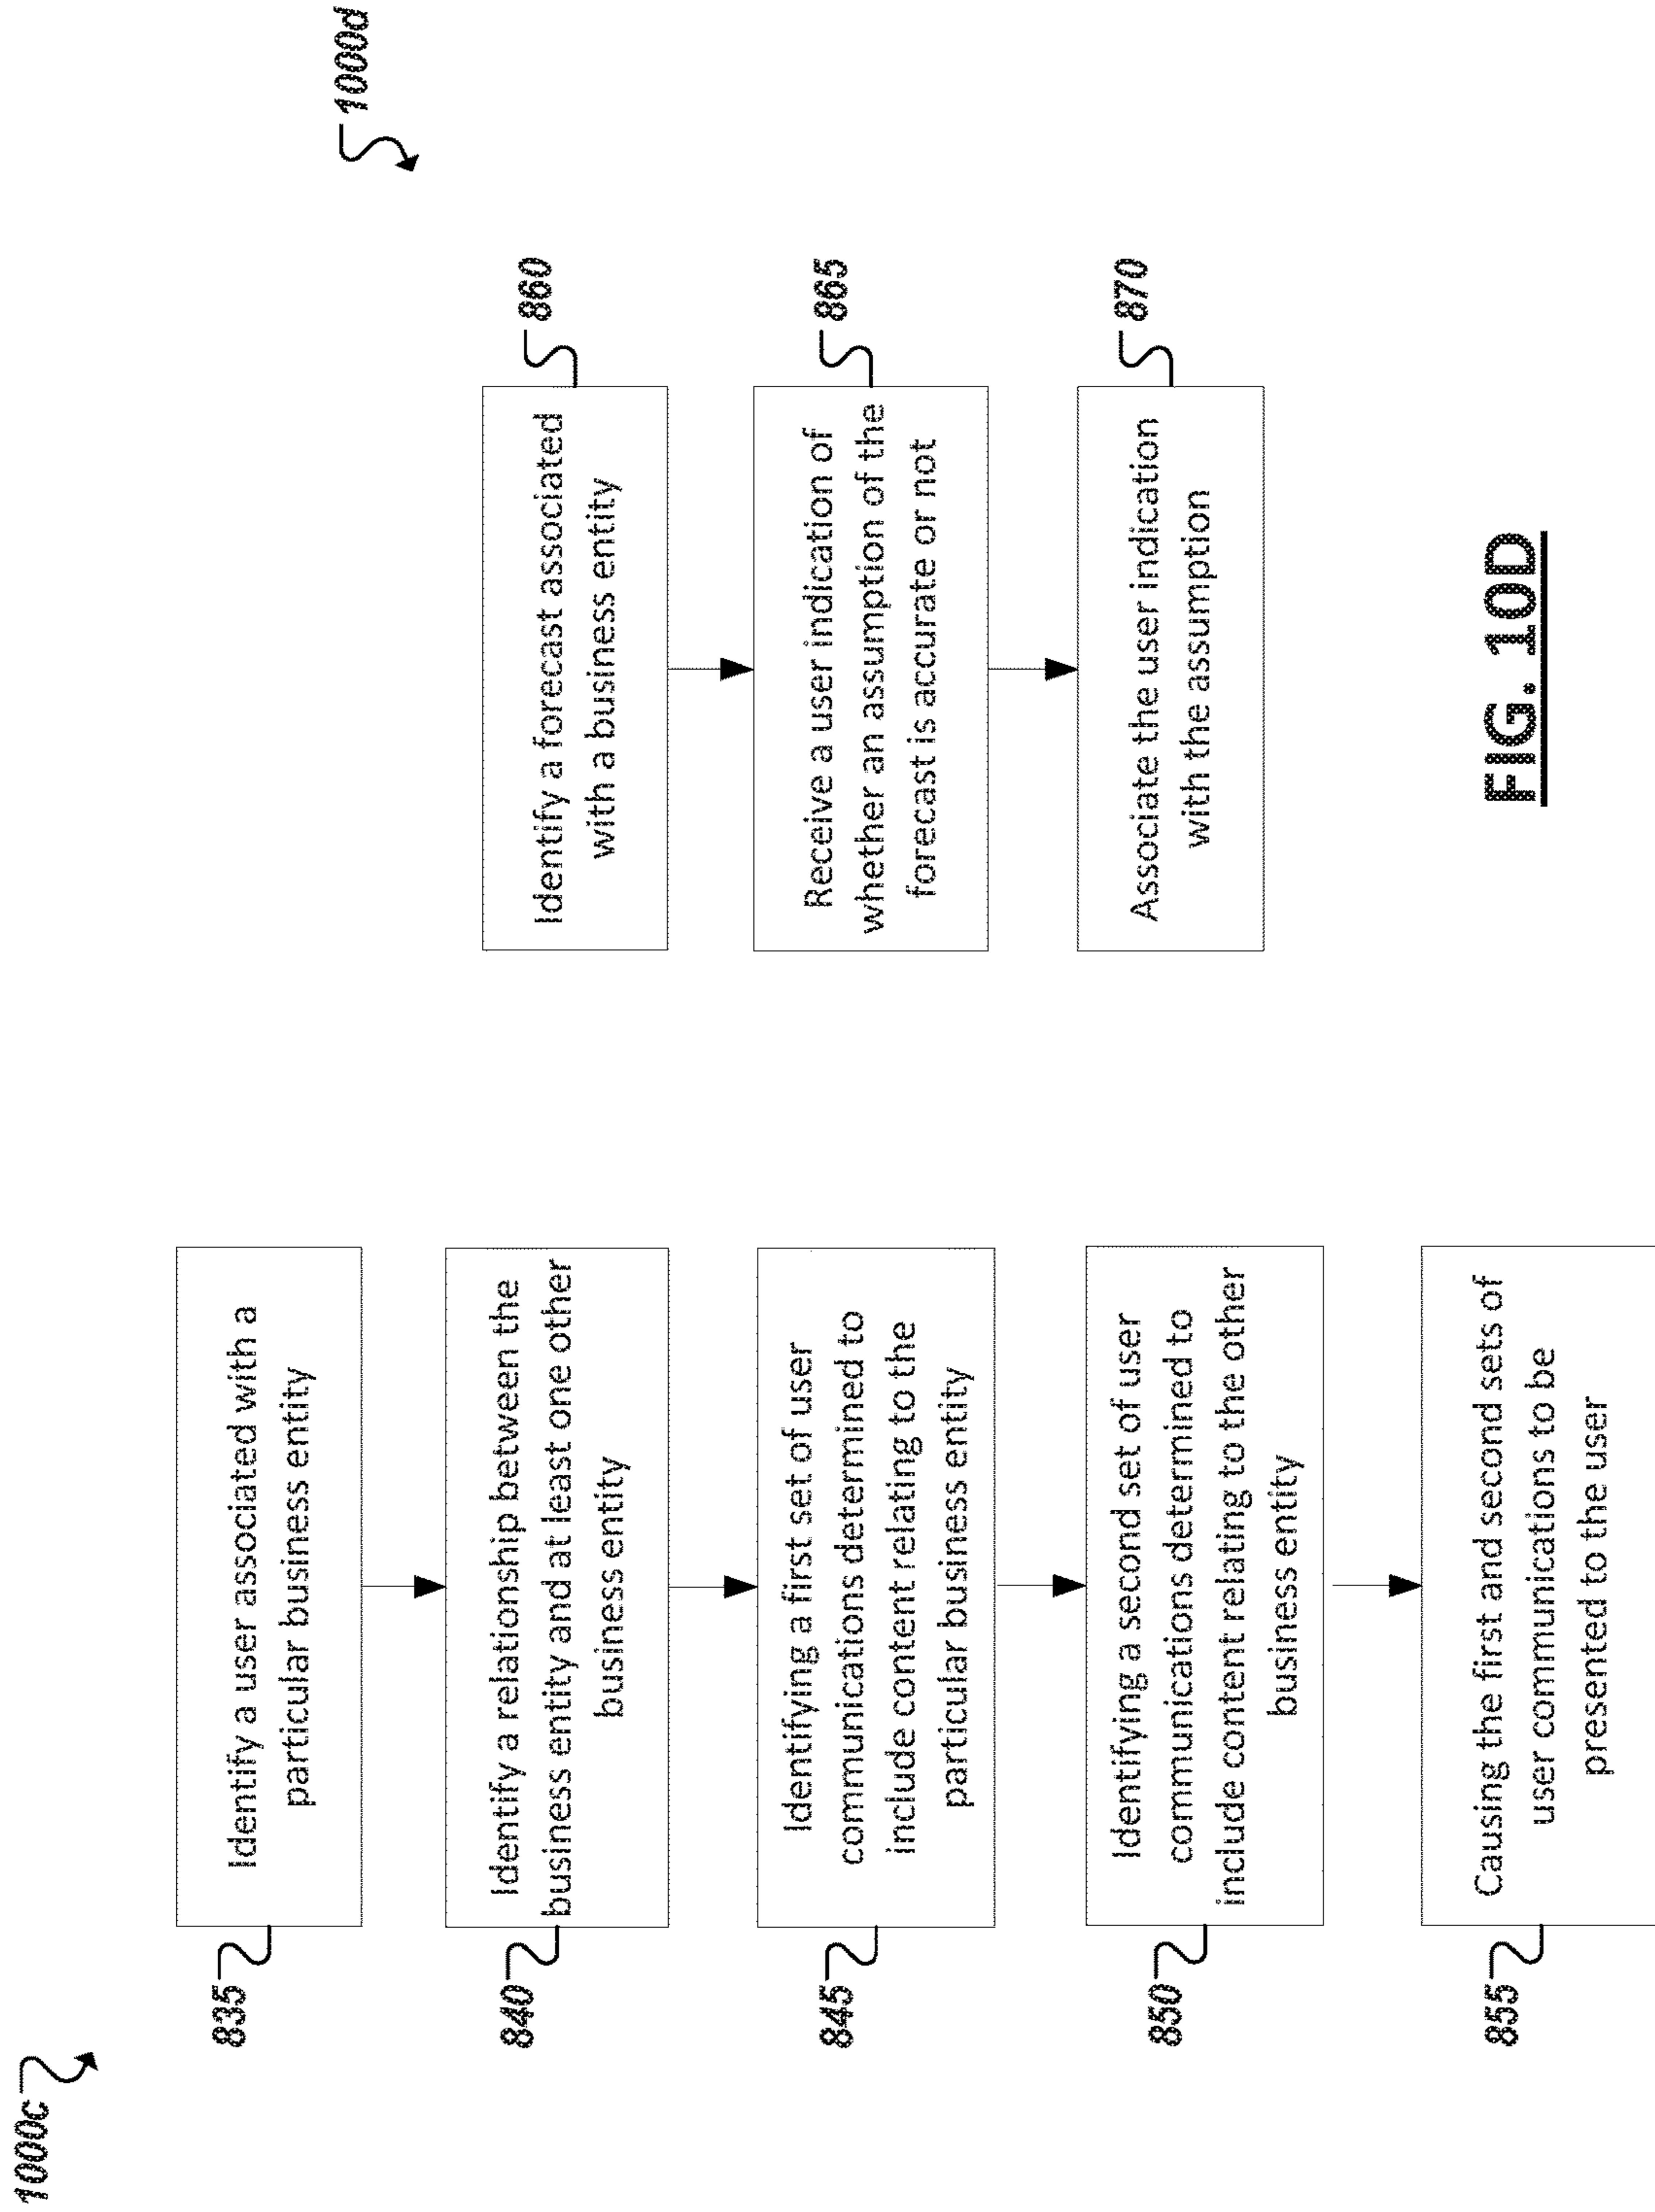 1000c
835
Identify a user associated with a
particular business entity
840
Identify a relationship between the
business entity and at least one other
business entity
845
Identifying a first set of user
communications determined to
include content relating to the
particular business entity
850
Identifying a second set of user
communications determined to
include content relating to the other
business entity
855
Causing the first and second sets of
user communications to be
presented to the user
1000d
Identify a forecast associated
with a business entity
860
Receive a user indication of
whether an assumption of the
forecast is accurate or not
865
Associate the user indication
with the assumption
870
FIG. 10D